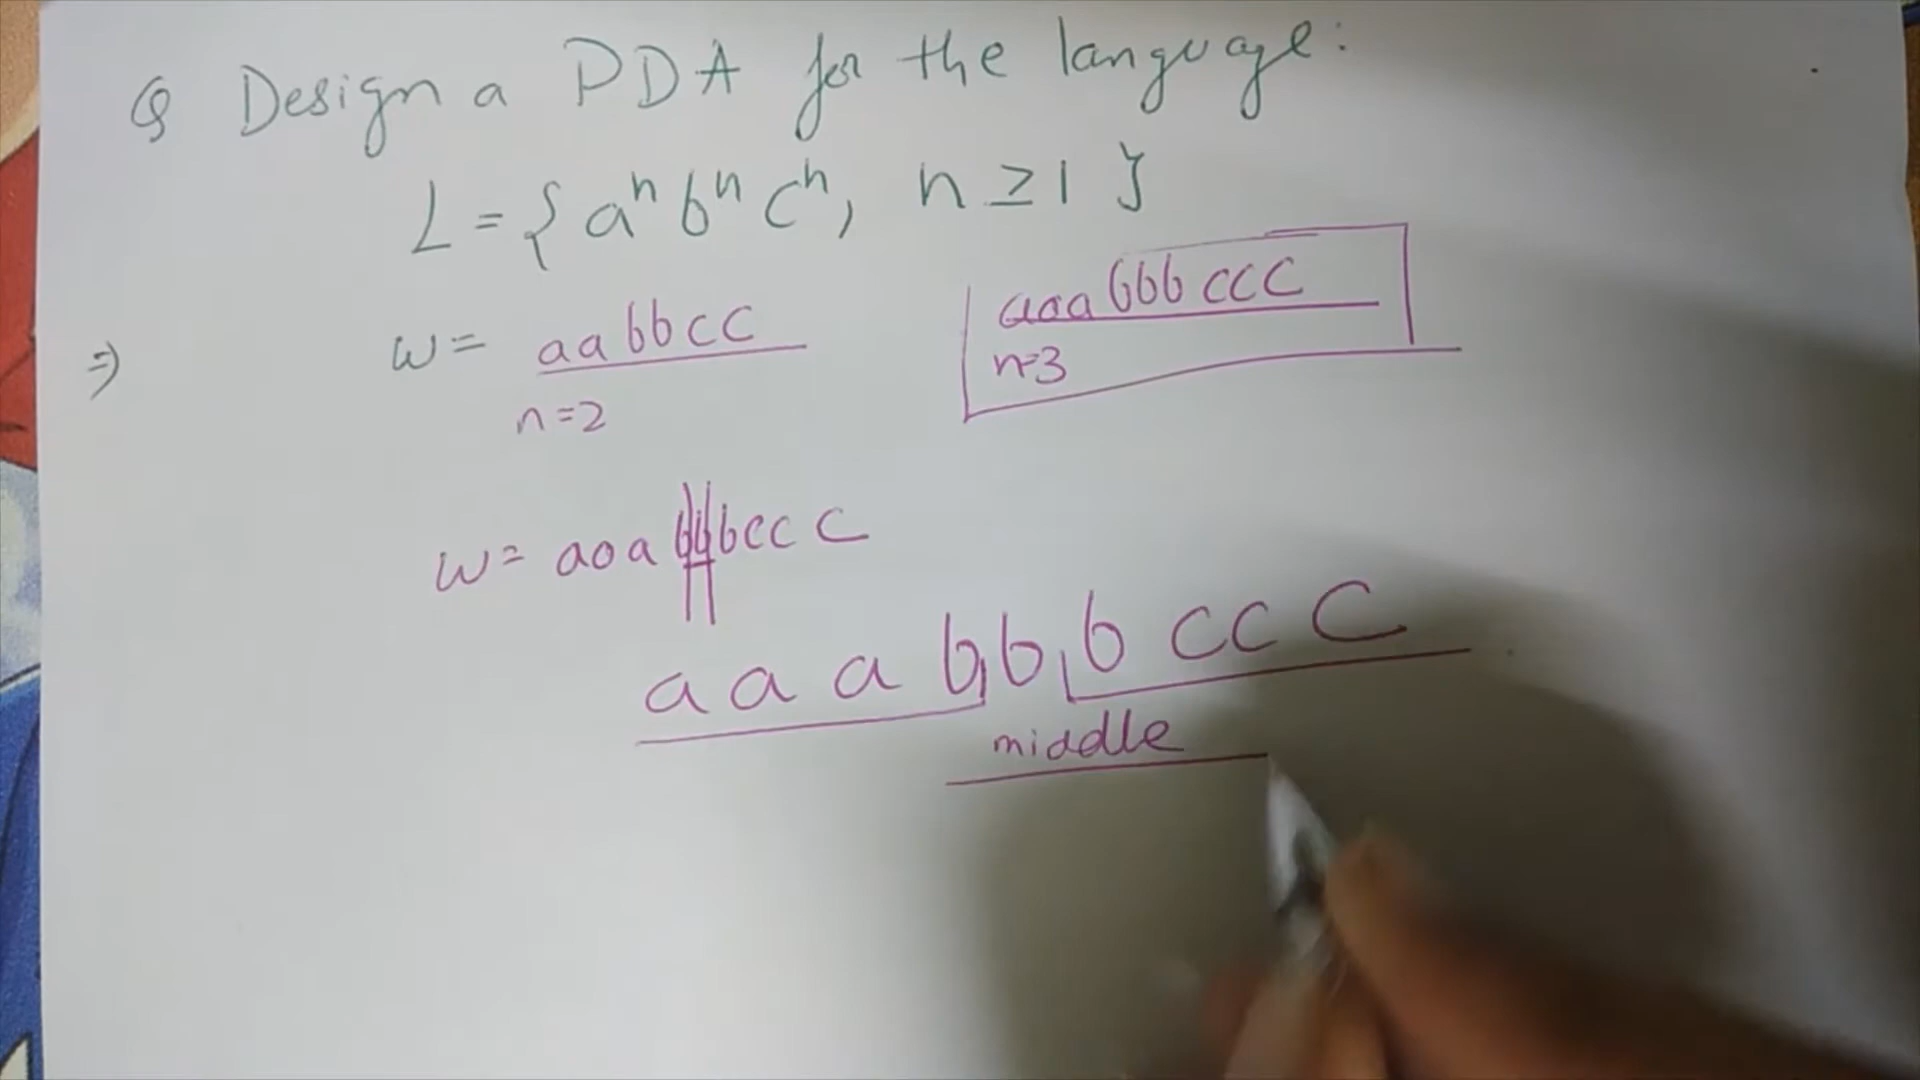 Q Design a PDA for the language:
L = { aⁿ bⁿ cⁿ, n ≥ 1 }
⇒ w = aabbcc
n=2
aaabbbccc
n=3
w= aaabbbccc
aaabbbccc
middle